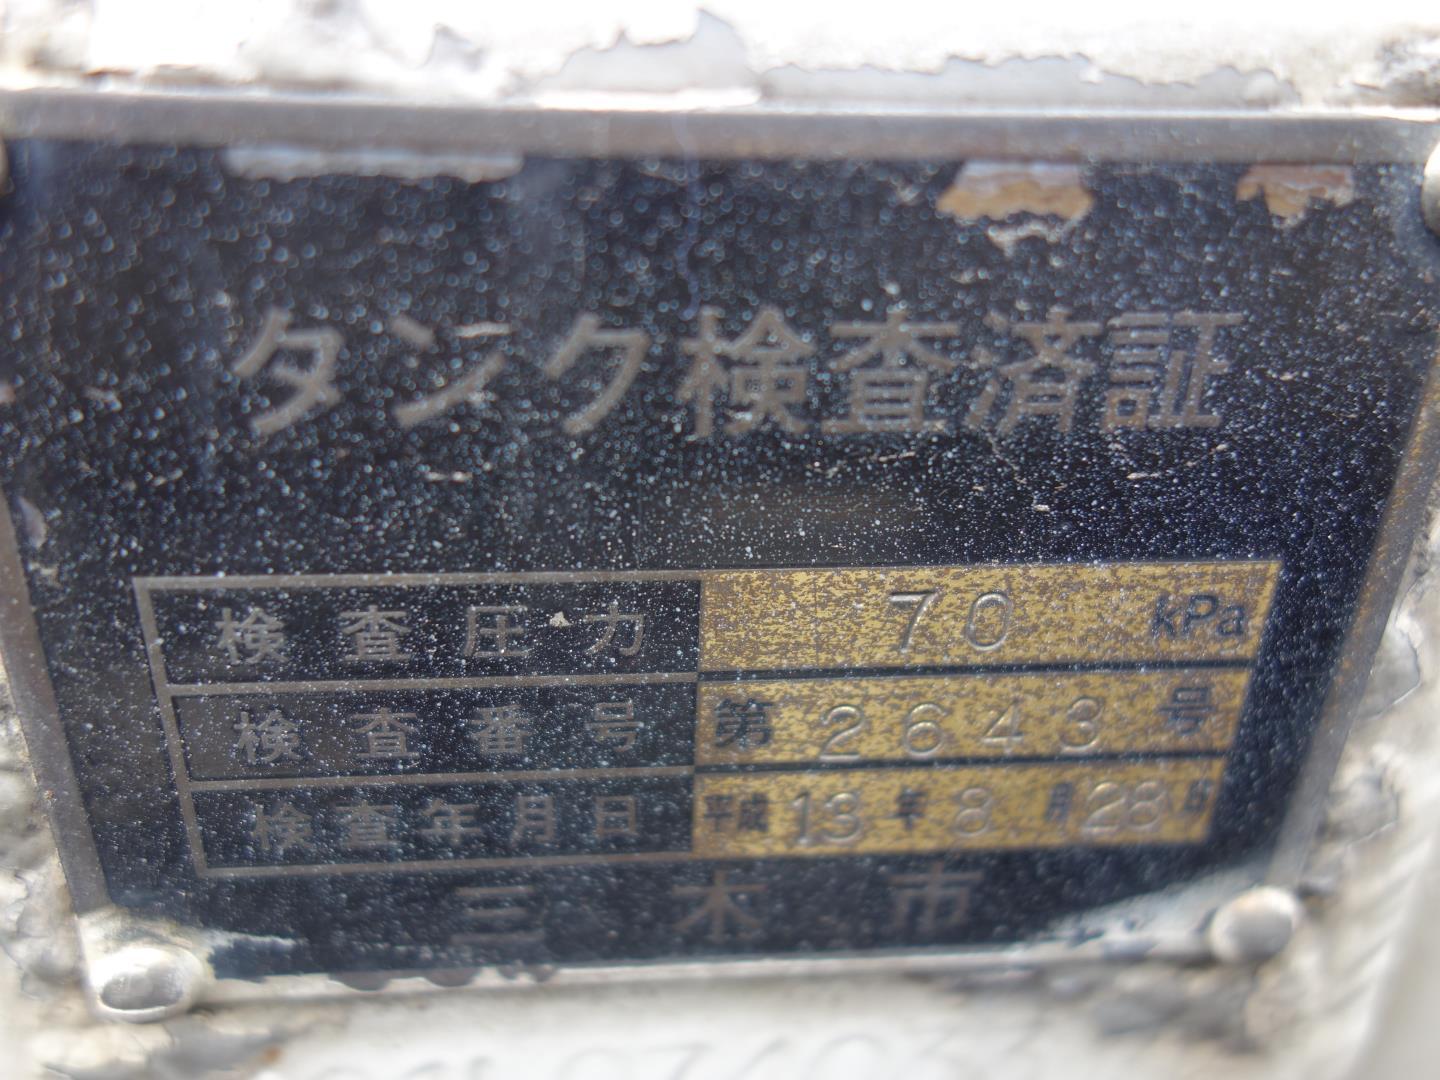 タンク検査済証
検査圧力 70 kPa
検査番号 第2643号
検査年月日 平成13年8月28日
三木市